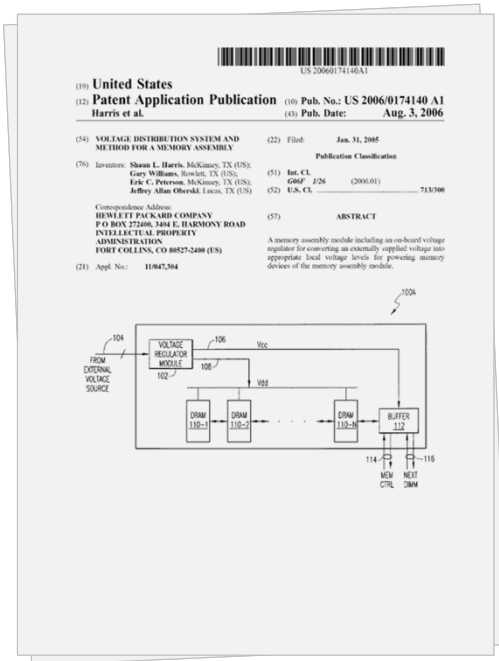 US 20060174140A1
(19) United States
(12) Patent Application Publication (10) Pub. No.: US 2006/0174140 A1
Harris et al. (43) Pub. Date: Aug. 3, 2006
(54) VOLTAGE DISTRIBUTION SYSTEM AND
METHOD FOR A MEMORY ASSEMBLY
(76) Inventors: Shaun L. Harris, McKinney, TX (US);
Gary Williams, Rowlett, TX (US);
Eric C. Peterson, McKinney, TX (US);
Jeffrey Allan Oberski, Lucas, TX (US)
Correspondence Address:
HEWLETT PACKARD COMPANY
P O BOX 272400, 3404 E. HARMONY ROAD
INTELLECTUAL PROPERTY
ADMINISTRATION
FORT COLLINS, CO 80527-2400 (US)
(21) Appl. No.: 11/047,304
(22) Filed: Jan. 31, 2005
Publication Classification
(51) Int. Cl.
G06F 1/26 (2006.01)
(52) U.S. Cl. 713/300
(57) ABSTRACT
A memory assembly module including an on-board voltage
regulator for converting an externally supplied voltage into
appropriate local voltage levels for powering memory
devices of the memory assembly module.
100A
104
FROM
EXTERNAL
VOLTAGE
SOURCE
VOLTAGE
REGULATOR
MODULE
102
106
Vcc
108
Vdd
DRAM
110-1
DRAM
110-2
DRAM
110-N
BUFFER
112
114
116
MEM
CTRL
NEXT
DIMM